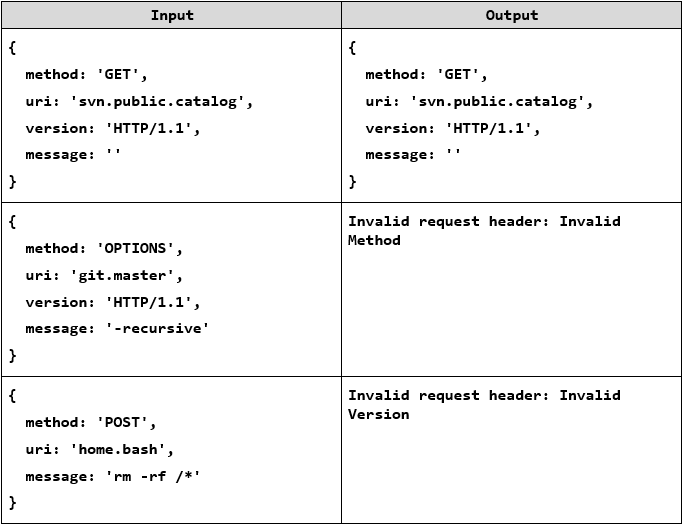 Input
Output
{
method: 'GET',
uri: 'svn.public.catalog',
version: 'HTTP/1.1',
message: ''
}
{
method: 'GET',
uri: 'svn.public.catalog',
version: 'HTTP/1.1',
message: ''
}
{
method: 'OPTIONS',
uri: 'git.master',
version: 'HTTP/1.1',
message: '-recursive'
}
Invalid request header: Invalid
Method
{
method: 'POST',
uri: 'home.bash',
message: 'rm -rf /*'
}
Invalid request header: Invalid
Version